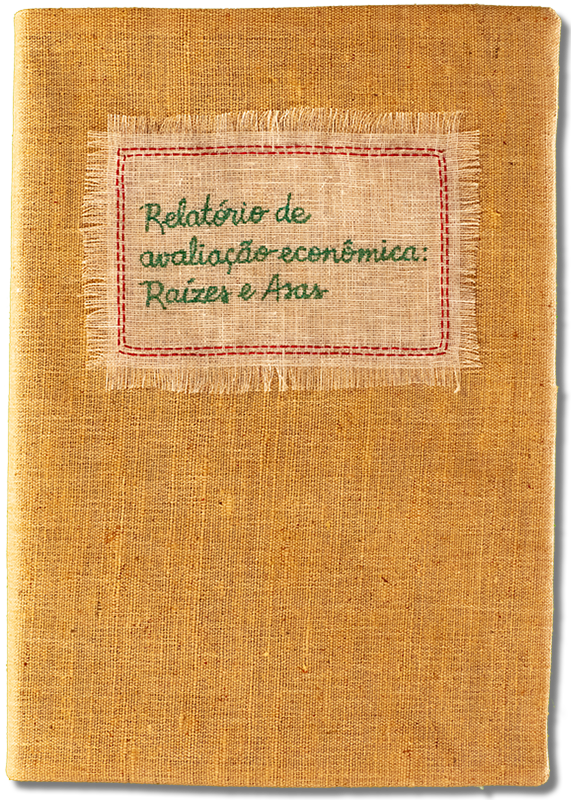 Relatório de
avaliação econômica:
Raízes e Asas